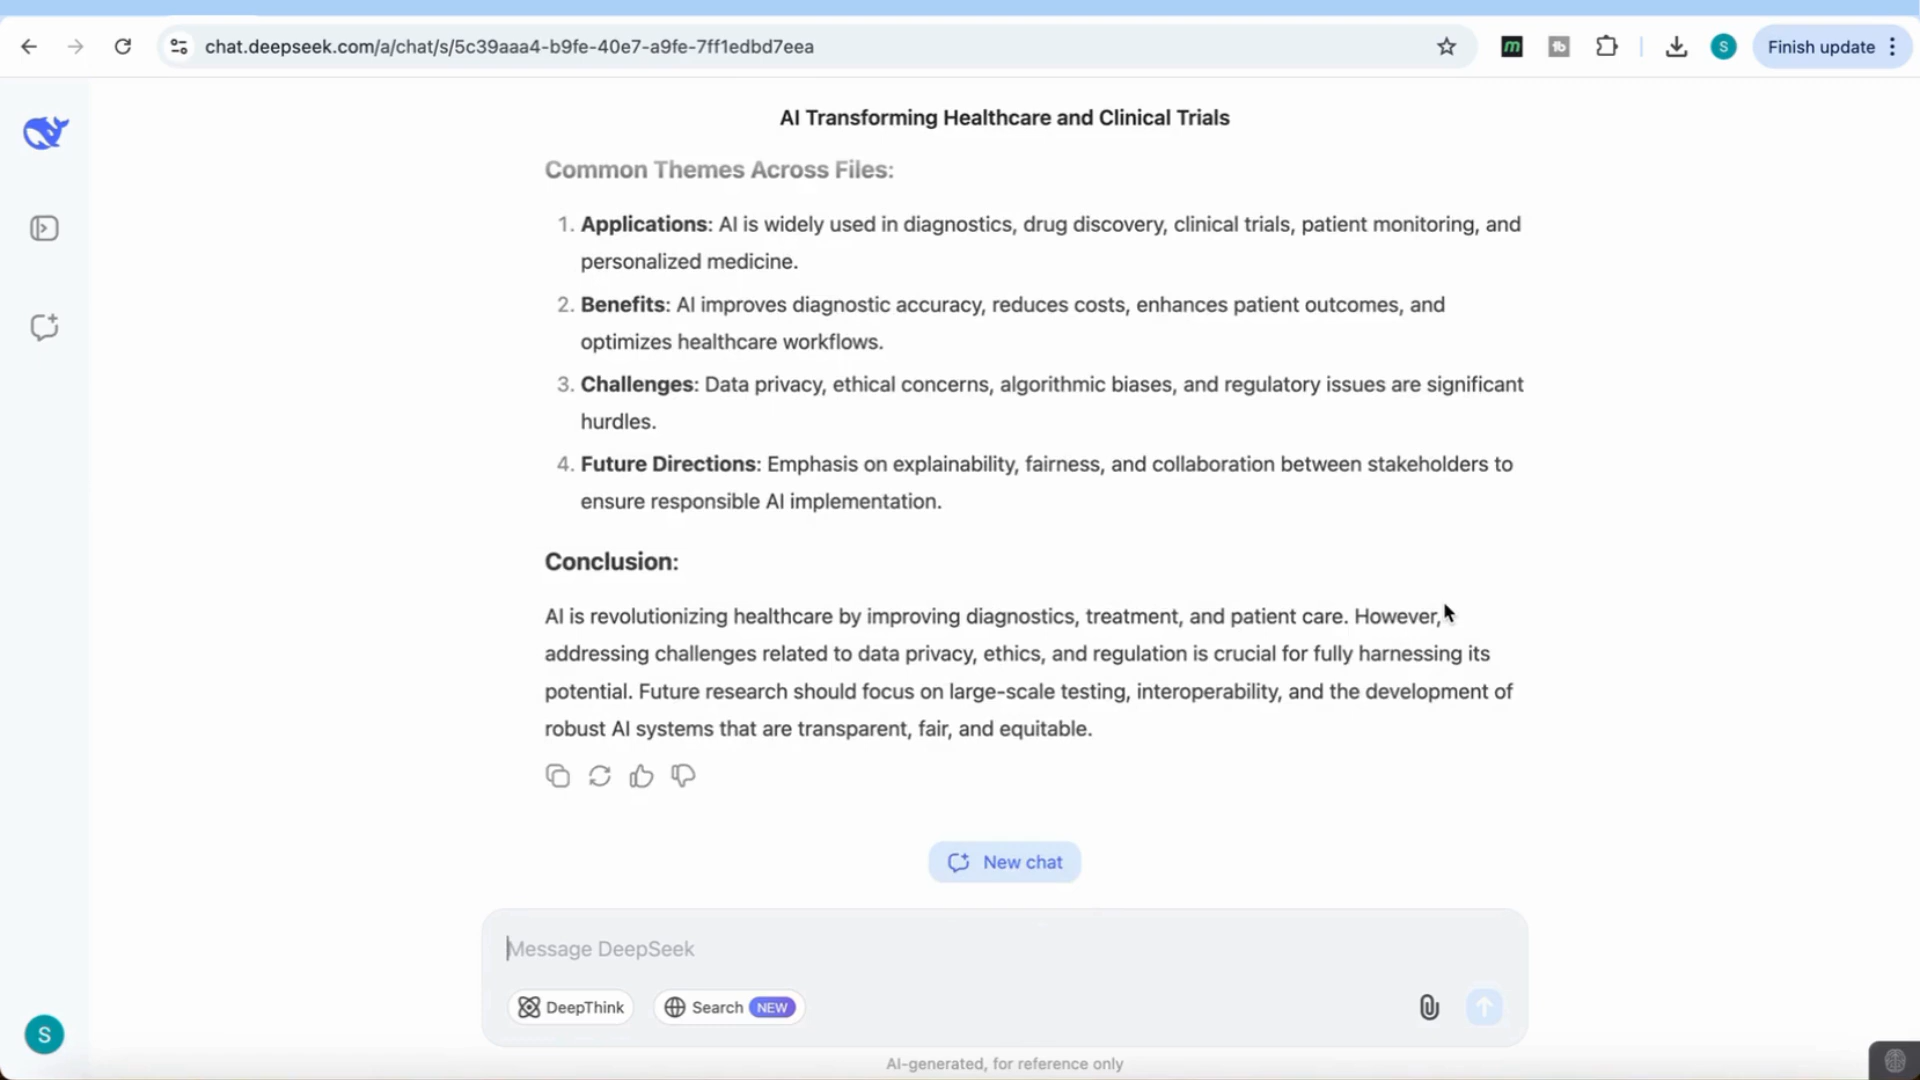 chat.deepseek.com/a/chat/s/5c39aaa4-b9fe-40e7-a9fe-7ff1edbd7eea
m
tb
S
Finish update
AI Transforming Healthcare and Clinical Trials
Common Themes Across Files:
1. Applications: AI is widely used in diagnostics, drug discovery, clinical trials, patient monitoring, and
personalized medicine.
2. Benefits: AI improves diagnostic accuracy, reduces costs, enhances patient outcomes, and
optimizes healthcare workflows.
3. Challenges: Data privacy, ethical concerns, algorithmic biases, and regulatory issues are significant
hurdles.
4. Future Directions: Emphasis on explainability, fairness, and collaboration between stakeholders to
ensure responsible AI implementation.
Conclusion:
AI is revolutionizing healthcare by improving diagnostics, treatment, and patient care. However,
addressing challenges related to data privacy, ethics, and regulation is crucial for fully harnessing its
potential. Future research should focus on large-scale testing, interoperability, and the development of
robust AI systems that are transparent, fair, and equitable.
New chat
Message DeepSeek
DeepThink
Search NEW
S
AI-generated, for reference only